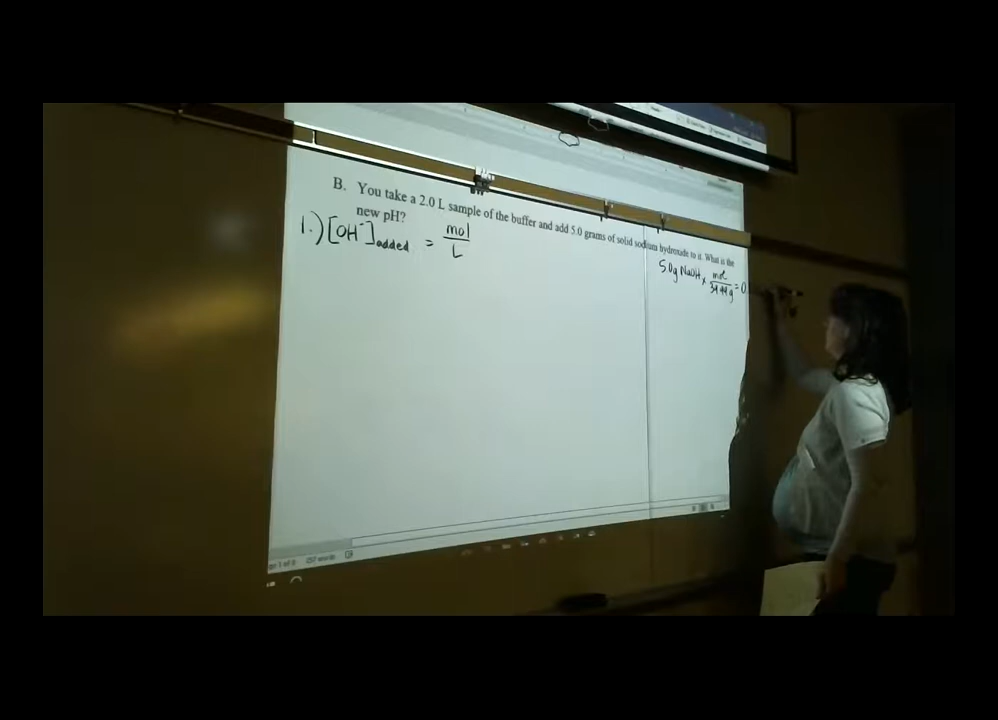 B. You take a 2.0 L sample of the buffer and add 5.0 grams of solid sodium hydroxide to it. What is the
new pH?
1.) [OH⁻]added = mol/L
5.0g NaOH x mol/39.99g = 0.